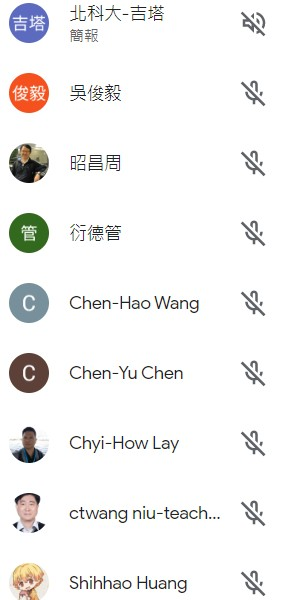 吉塔
北科大-吉塔
簡報
俊毅
吳俊毅
昭昌周
管
衍德管
C
Chen-Hao Wang
C
Chen-Yu Chen
Chyi-How Lay
ctwang niu-teach...
Shihhao Huang